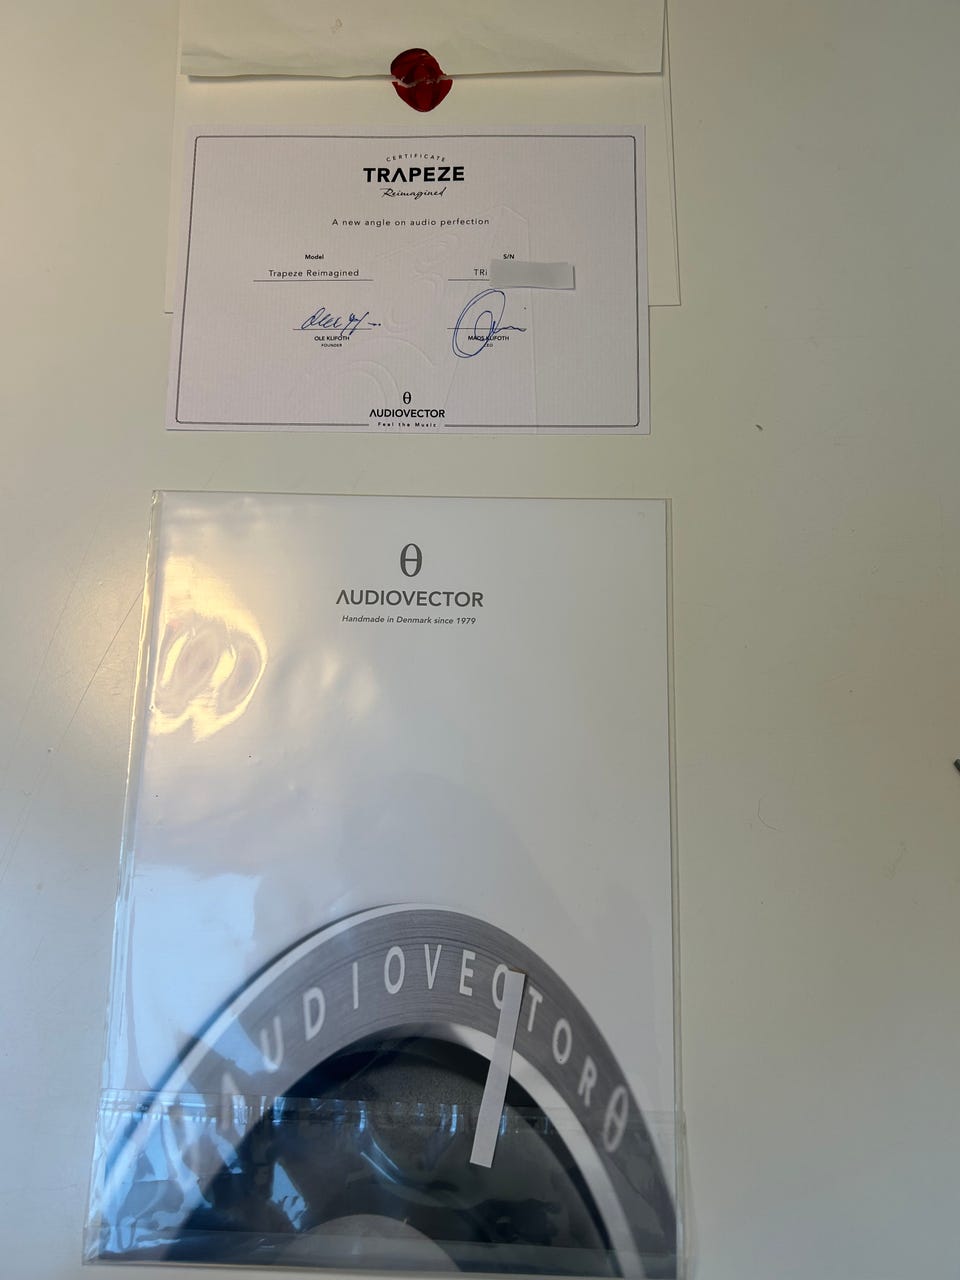 CERTIFICATE
TRAPEZE
Reimagined
A new angle on audio perfection
Model
S/N
Trapeze Reimagined
TRi
OLE KLIFOTH
FOUNDER
MADS KLIFOTH
CEO
θ
AUDIOVECTOR
Feel the Music
θ
AUDIOVECTOR
Handmade in Denmark since 1979
AUDIOVECTOR θ